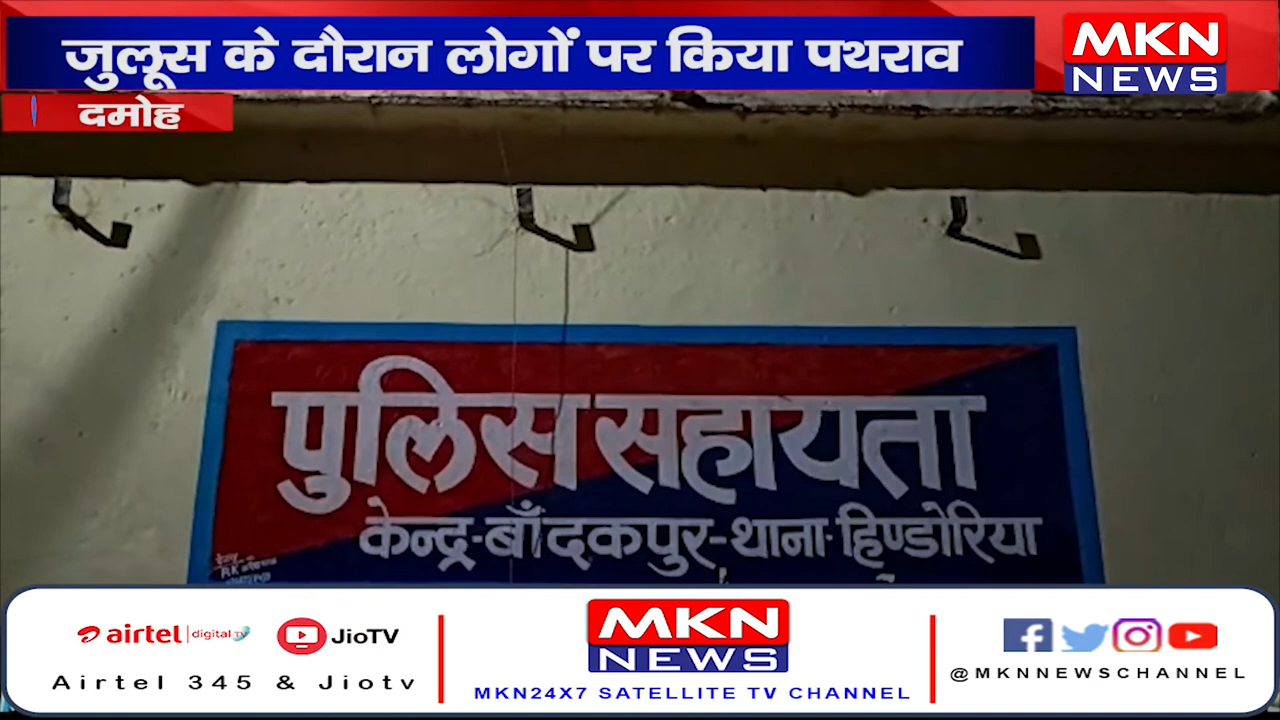 जुलूस के दौरान लोगों पर किया पथराव
MKN
NEWS
दमोह
पुलिस सहायता
केन्द्र-बाँदकपुर-थाना-हिण्डोरिया
airtel digital TV
JioTV
Airtel 345 & Jiotv
MKN
NEWS
MKN24X7 SATELLITE TV CHANNEL
@MKNNEWSCHANNEL